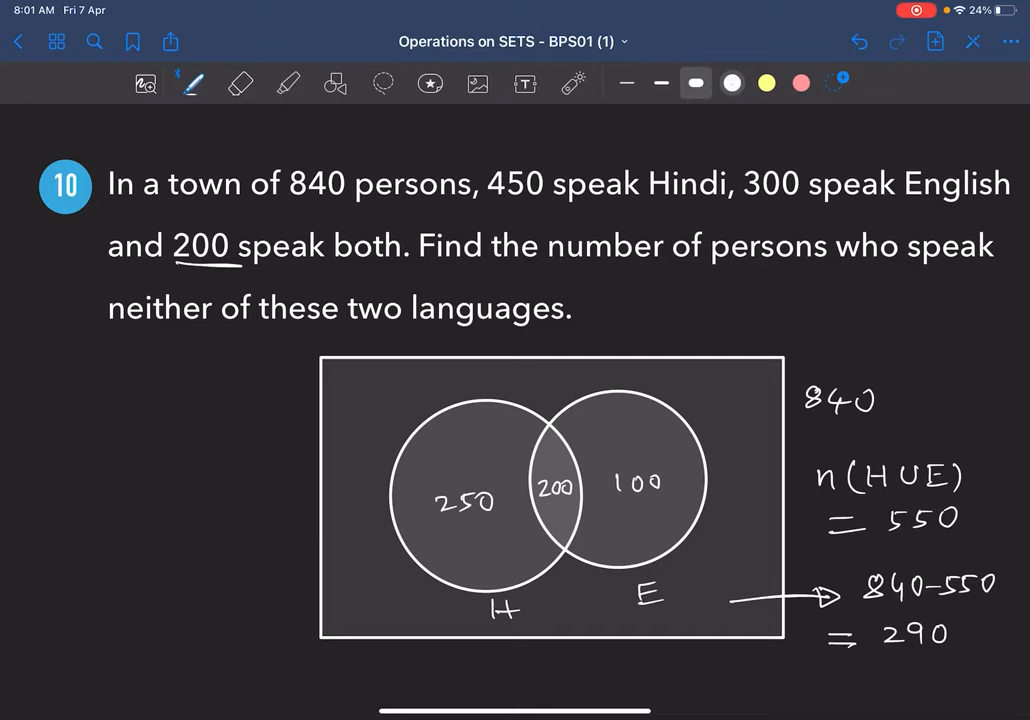 8:01 AM Fri 7 Apr
24%
Operations on SETS - BPS01 (1)
T
10 In a town of 840 persons, 450 speak Hindi, 300 speak English
and 200 speak both. Find the number of persons who speak
neither of these two languages.
840
250 200 100
n(HUE)
= 550
H E
840-550
= 290